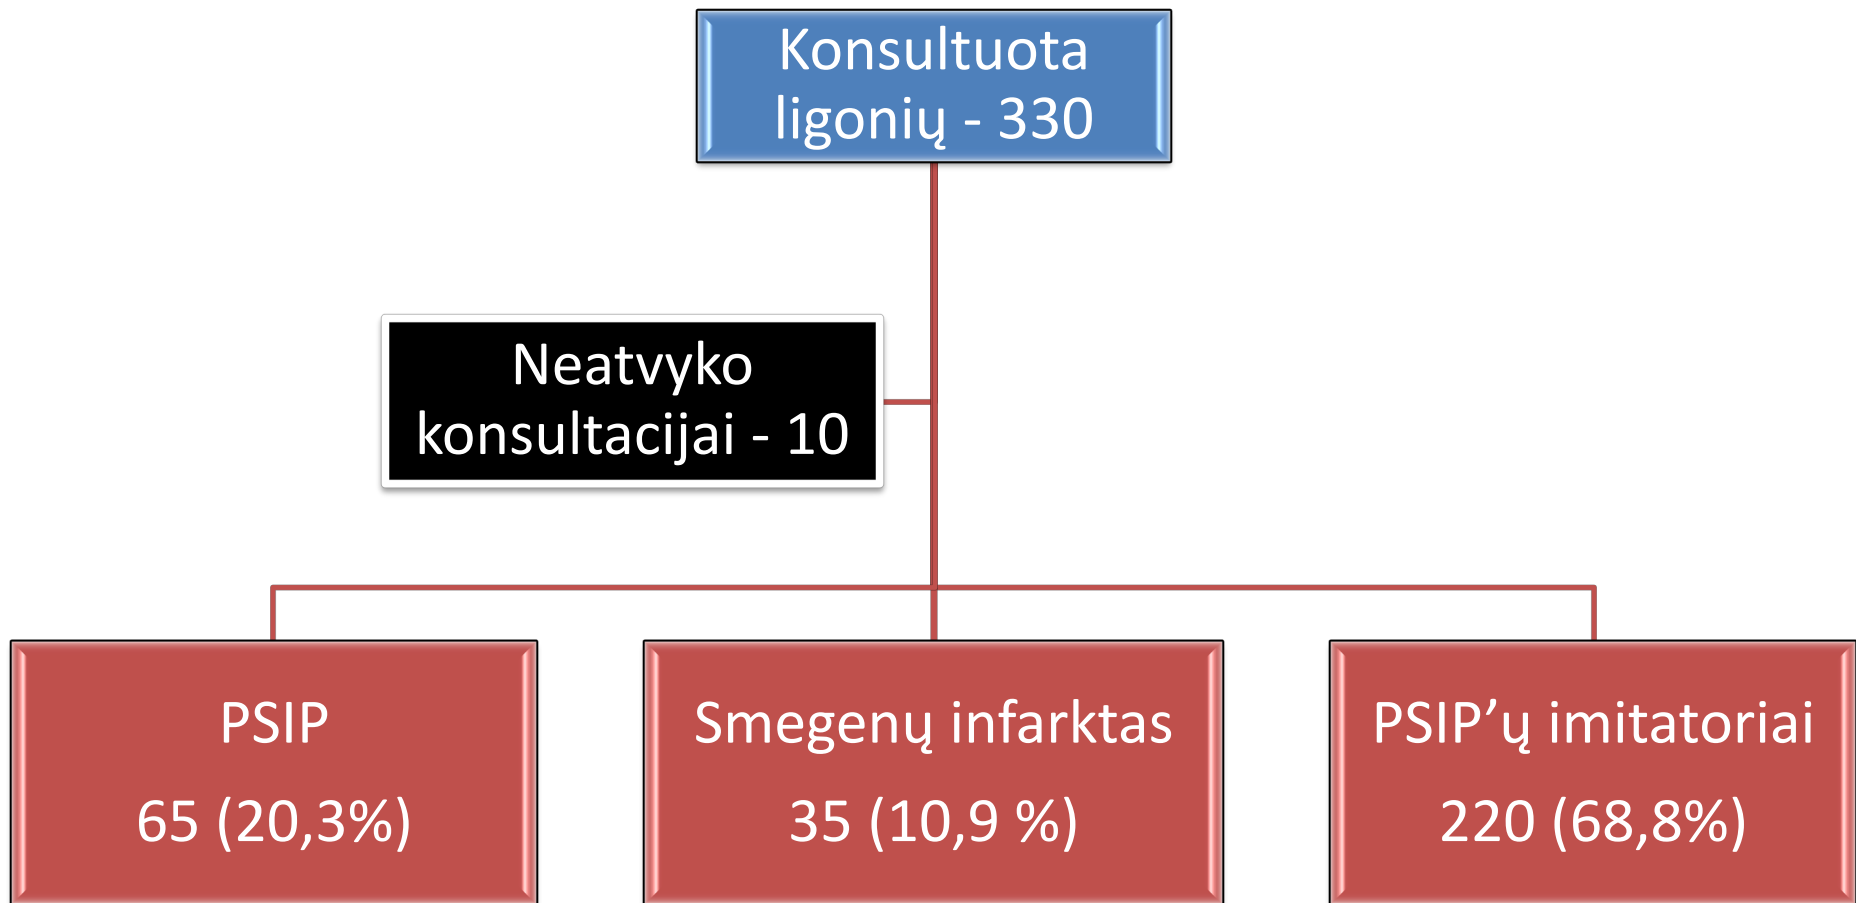 Konsultuota
ligonių - 330
Neatvyko
konsultacijai - 10
PSIP
65 (20,3%)
Smegenų infarktas
35 (10,9 %)
PSIP’ų imitatoriai
220 (68,8%)